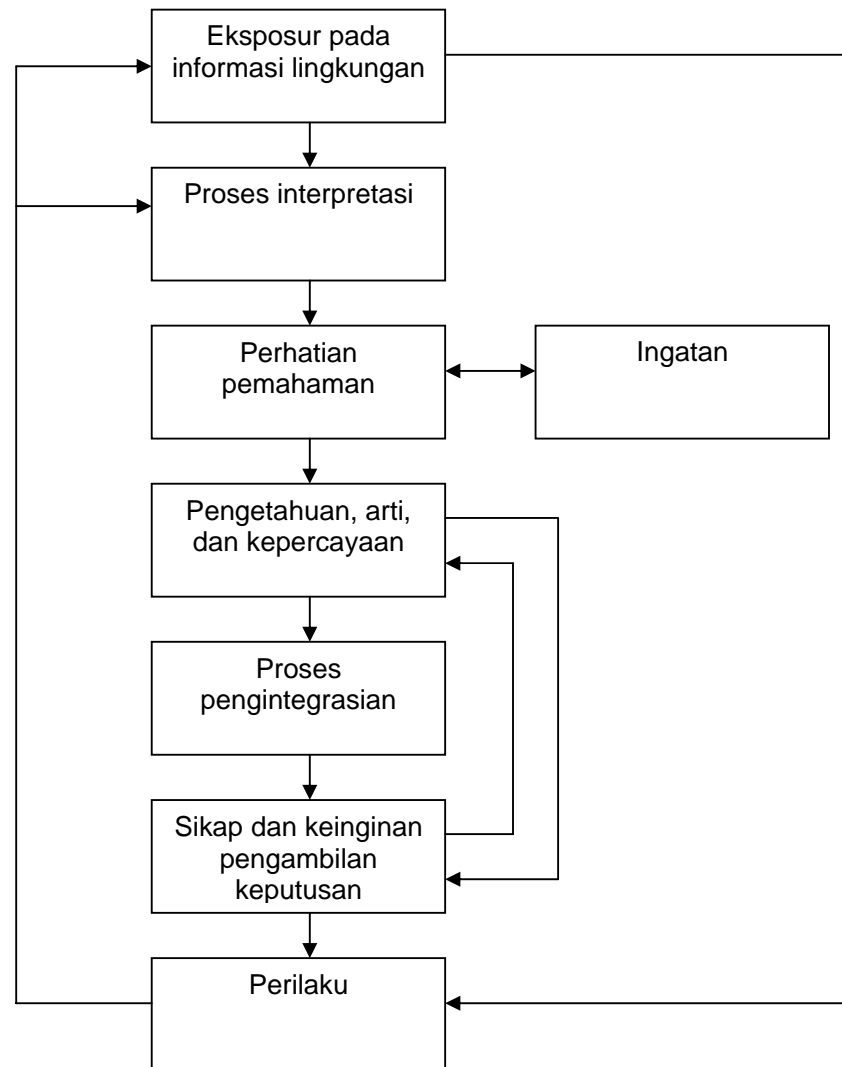 Eksposur pada
informasi lingkungan
Proses interpretasi
Perhatian
pemahaman
Ingatan
Pengetahuan, arti,
dan kepercayaan
Proses
pengintegrasian
Sikap dan keinginan
pengambilan
keputusan
Perilaku